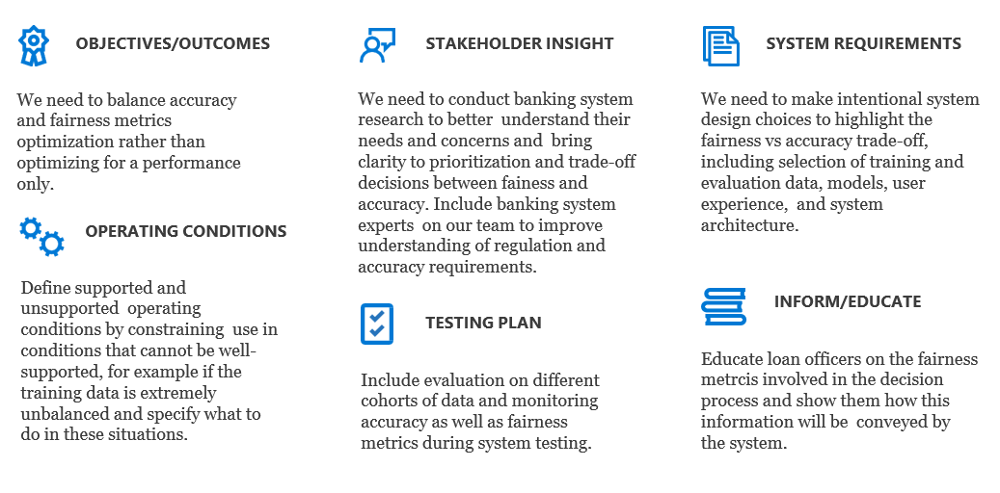 OBJECTIVES/OUTCOMES
We need to balance accuracy
and fairness metrics
optimization rather than
optimizing for a performance
only.
OPERATING CONDITIONS
Define supported and
unsupported operating
conditions by constraining use in
conditions that cannot be well-
supported, for example if the
training data is extremely
unbalanced and specify what to
do in these situations.
STAKEHOLDER INSIGHT
We need to conduct banking system
research to better understand their
needs and concerns and bring
clarity to prioritization and trade-off
decisions between fainess and
accuracy. Include banking system
experts on our team to improve
understanding of regulation and
accuracy requirements.
TESTING PLAN
Include evaluation on different
cohorts of data and monitoring
accuracy as well as fairness
metrics during system testing.
SYSTEM REQUIREMENTS
We need to make intentional system
design choices to highlight the
fairness vs accuracy trade-off,
including selection of training and
evaluation data, models, user
experience, and system
architecture.
INFORM/EDUCATE
Educate loan officers on the fairness
metrcis involved in the decision
process and show them how this
information will be conveyed by
the system.